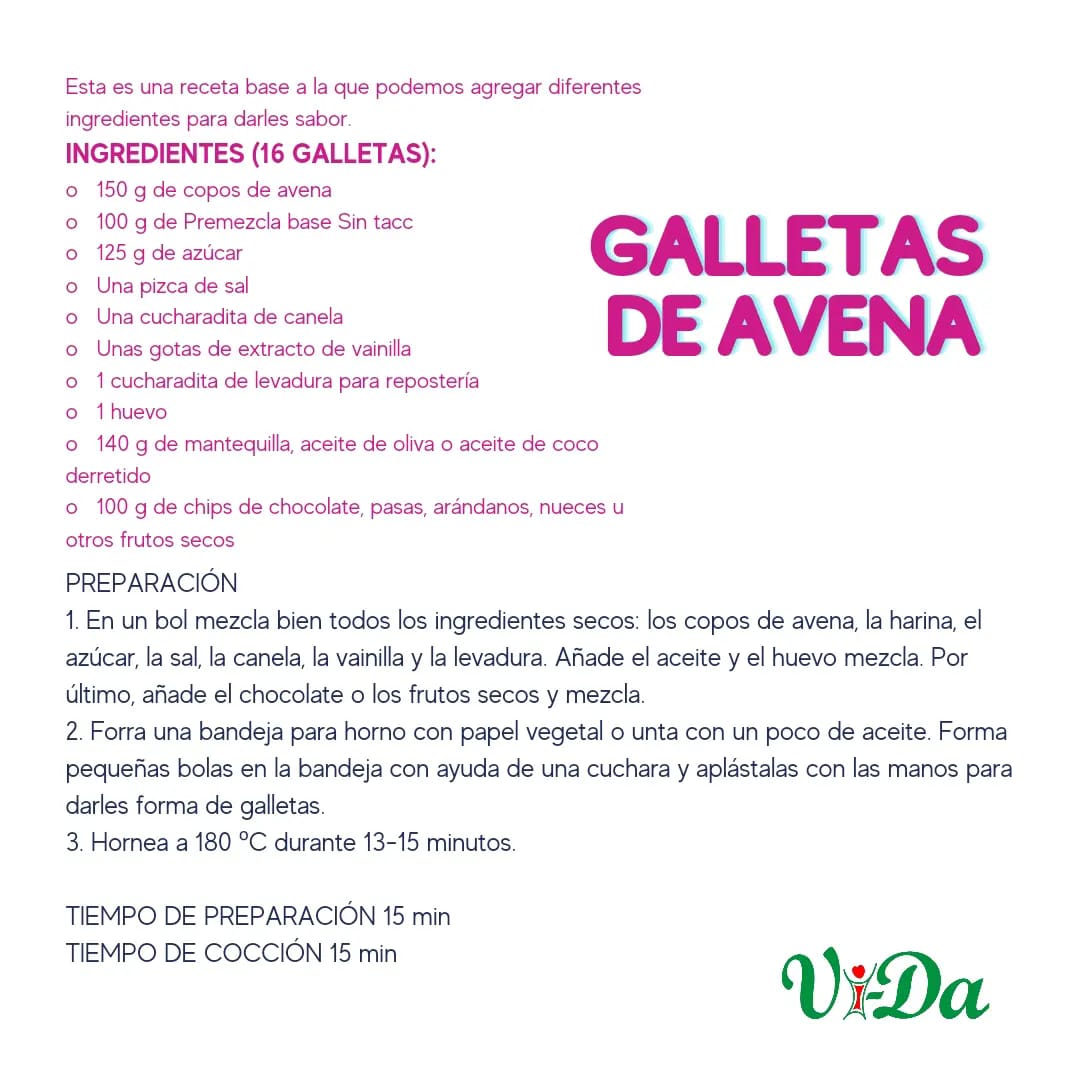 Esta es una receta base a la que podemos agregar diferentes
ingredientes para darles sabor.
INGREDIENTES (16 GALLETAS):
o 150 g de copos de avena
o 100 g de Premezcla base Sin tacc
o 125 g de azúcar
o Una pizca de sal
o Una cucharadita de canela
o Unas gotas de extracto de vainilla
o 1 cucharadita de levadura para repostería
o 1 huevo
o 140 g de mantequilla, aceite de oliva o aceite de coco
derretido
o 100 g de chips de chocolate, pasas, arándanos, nueces u
otros frutos secos
GALLETAS
DE AVENA
PREPARACIÓN
1. En un bol mezcla bien todos los ingredientes secos: los copos de avena, la harina, el
azúcar, la sal, la canela, la vainilla y la levadura. Añade el aceite y el huevo mezcla. Por
último, añade el chocolate o los frutos secos y mezcla.
2. Forra una bandeja para horno con papel vegetal o unta con un poco de aceite. Forma
pequeñas bolas en la bandeja con ayuda de una cuchara y aplástalas con las manos para
darles forma de galletas.
3. Hornea a 180 ºC durante 13-15 minutos.
TIEMPO DE PREPARACIÓN 15 min
TIEMPO DE COCCIÓN 15 min
Vi-Da